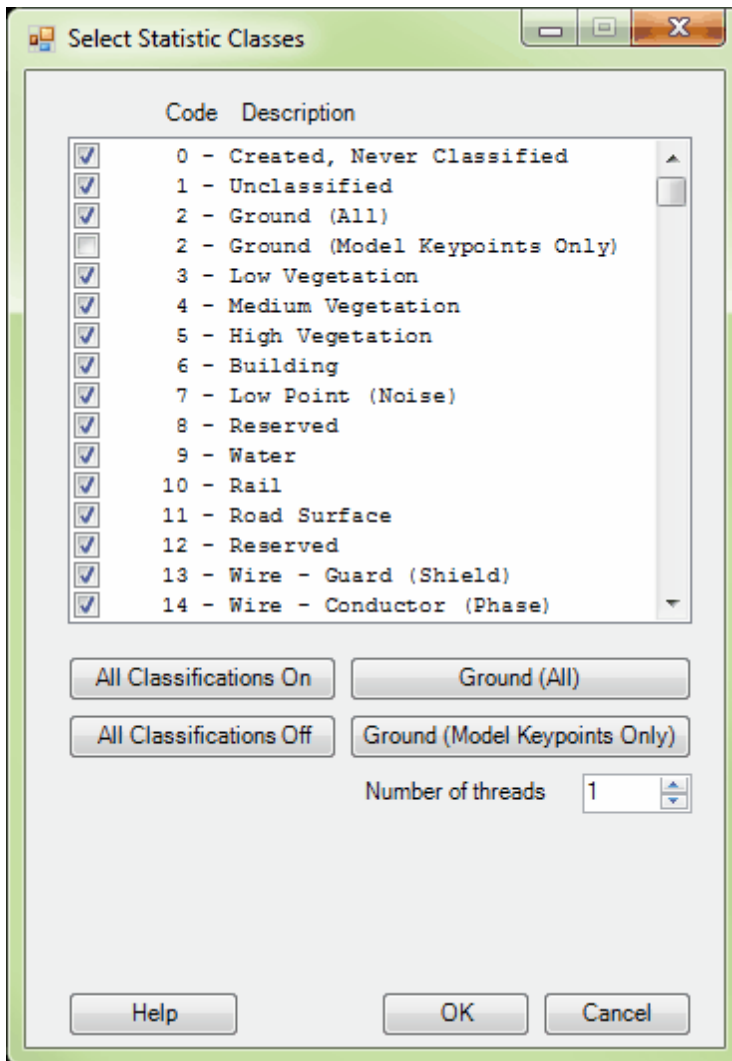 Select Statistic Classes
Code Description
0 - Created, Never Classified
1 - Unclassified
2 - Ground (All)
2 - Ground (Model Keypoints Only)
3 - Low Vegetation
4 - Medium Vegetation
5 - High Vegetation
6 - Building
7 - Low Point (Noise)
8 - Reserved
9 - Water
10 - Rail
11 - Road Surface
12 - Reserved
13 - Wire - Guard (Shield)
14 - Wire - Conductor (Phase)
All Classifications On Ground (All)
All Classifications Off Ground (Model Keypoints Only)
Number of threads 1
Help OK Cancel